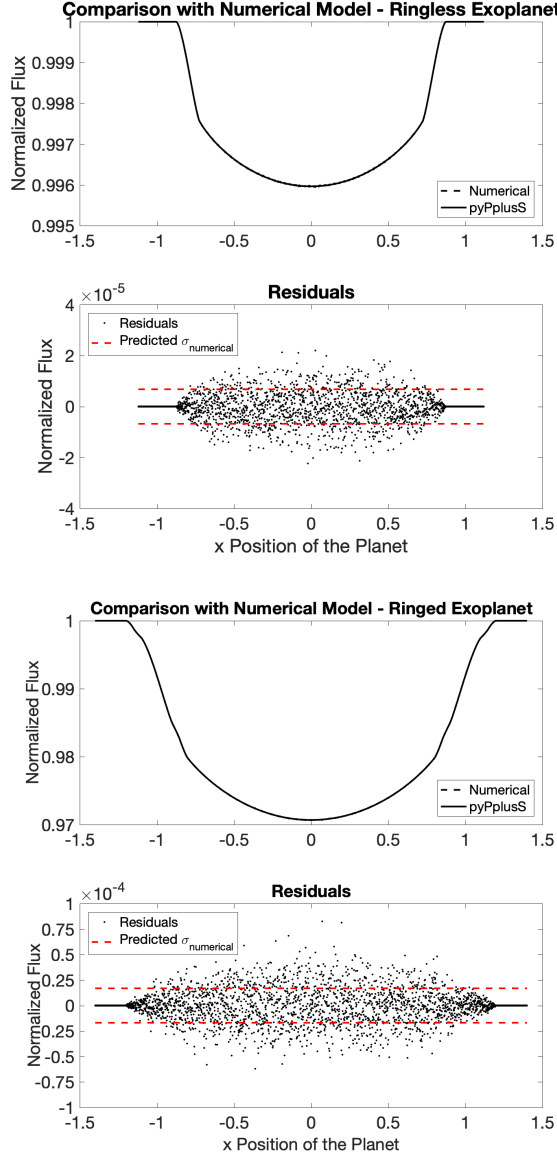 Comparison with Numerical Model - Ringless Exoplanet
Normalized Flux
1
0.999
0.998
0.997
0.996
0.995
Numerical
pyPplusS
-1.5 -1 -0.5 0 0.5 1 1.5
×10^-5
Residuals
Normalized Flux
4
2
0
-2
-4
Residuals
Predicted σ_numerical
-1.5 -1 -0.5 0 0.5 1 1.5
x Position of the Planet
Comparison with Numerical Model - Ringed Exoplanet
Normalized Flux
1
0.99
0.98
0.97
Numerical
pyPplusS
-1.5 -1 -0.5 0 0.5 1 1.5
×10^-4
Residuals
Normalized Flux
1
0.75
0.5
0.25
0
-0.25
-0.5
-0.75
-1
Residuals
Predicted σ_numerical
-1.5 -1 -0.5 0 0.5 1 1.5
x Position of the Planet